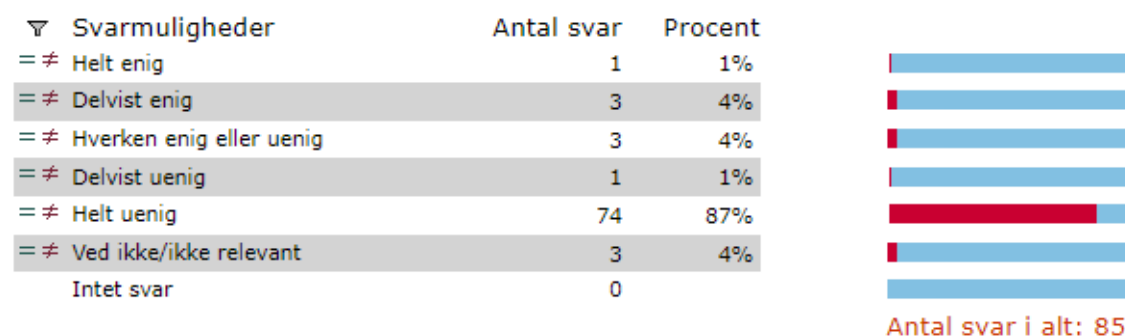 Svarmuligheder Antal svar Procent
= ≠ Helt enig 1 1%
= ≠ Delvist enig 3 4%
= ≠ Hverken enig eller uenig 3 4%
= ≠ Delvist uenig 1 1%
= ≠ Helt uenig 74 87%
= ≠ Ved ikke/ikke relevant 3 4%
Intet svar 0
Antal svar i alt: 85